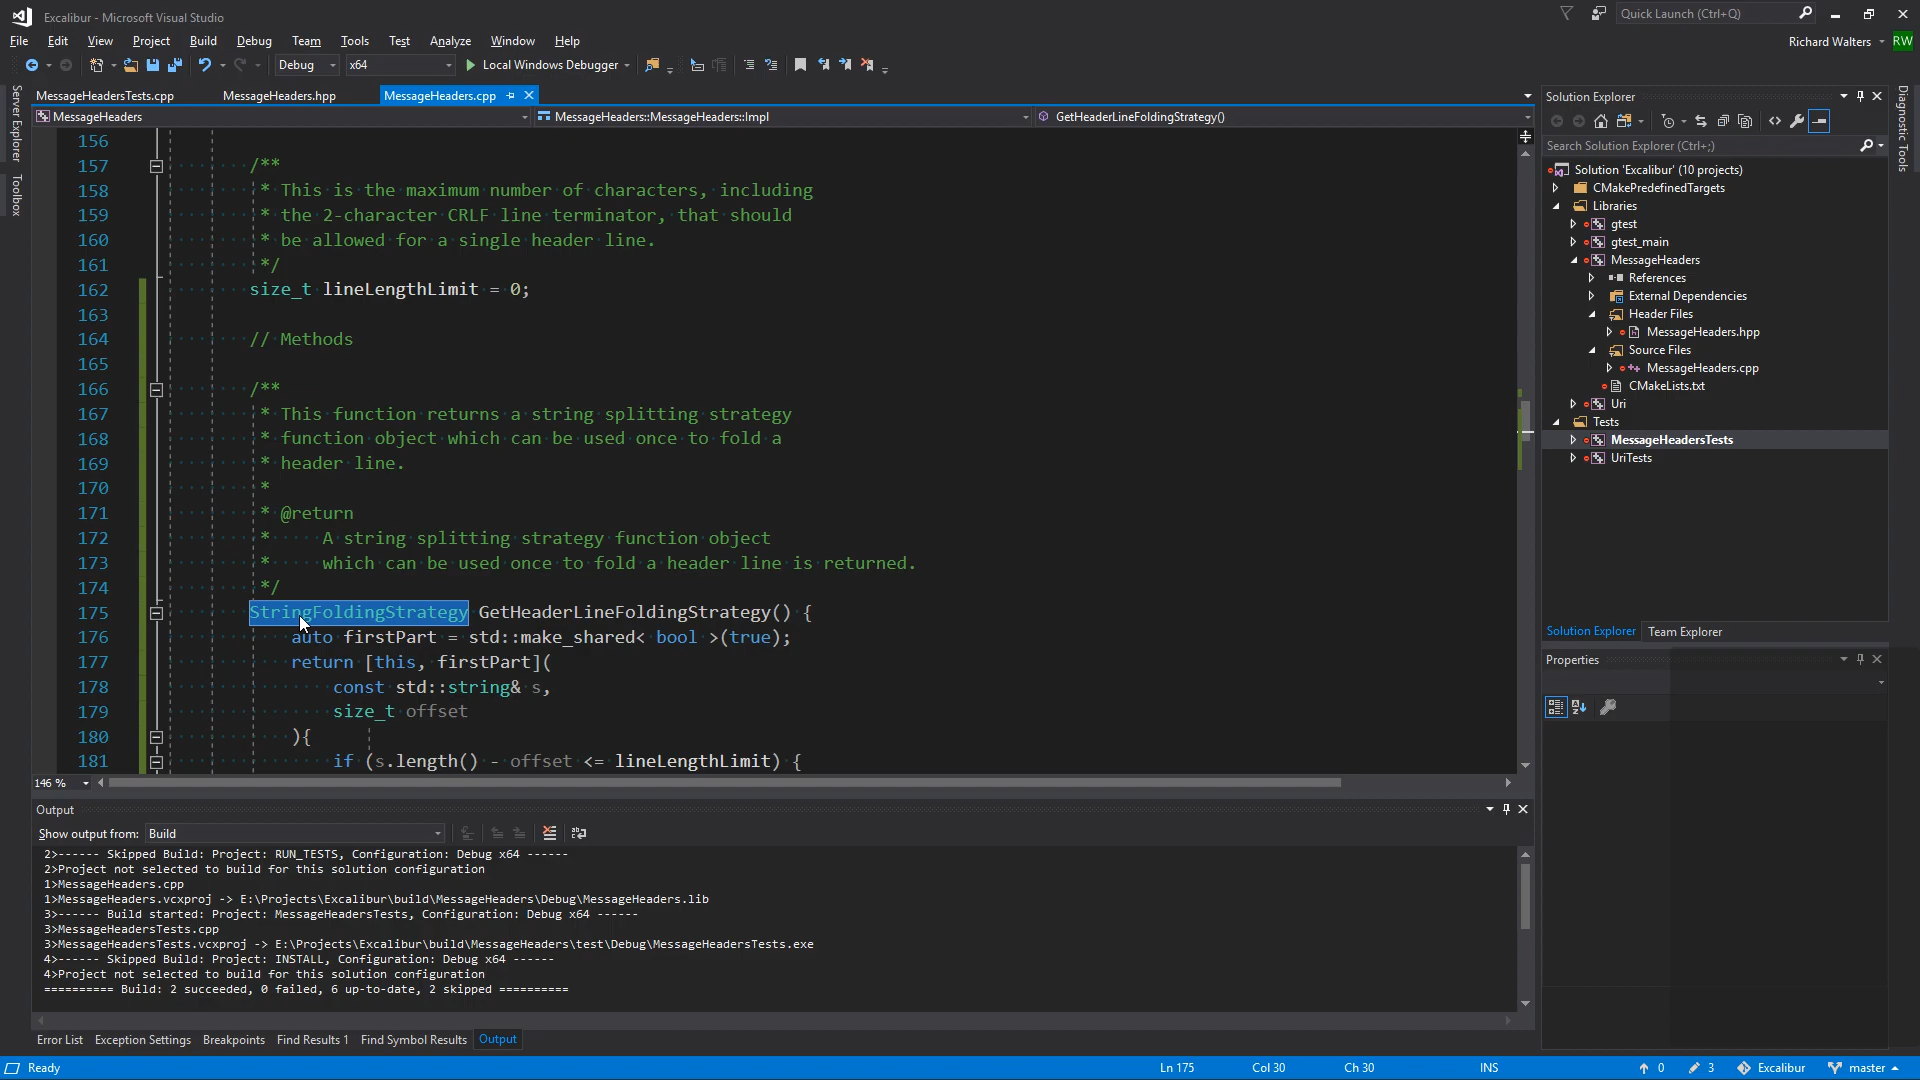 Excalibur - Microsoft Visual Studio
Quick Launch (Ctrl+Q)
File Edit View Project Build Debug Team Tools Test Analyze Window Help
Richard Walters RW
Debug x64 Local Windows Debugger
Server Explorer
Toolbox
MessageHeadersTests.cpp MessageHeaders.hpp MessageHeaders.cpp
MessageHeaders MessageHeaders::MessageHeaders::Impl GetHeaderLineFoldingStrategy()
156
157 /**
158 * This is the maximum number of characters, including
159 * the 2-character CRLF line terminator, that should
160 * be allowed for a single header line.
161 */
162 size_t lineLengthLimit = 0;
163
164 // Methods
165
166 /**
167 * This function returns a string splitting strategy
168 * function object which can be used once to fold a
169 * header line.
170 *
171 * @return
172 * A string splitting strategy function object
173 * which can be used once to fold a header line is returned.
174 */
175 StringFoldingStrategy GetHeaderLineFoldingStrategy() {
176 auto firstPart = std::make_shared< bool >(true);
177 return [this, firstPart](
178 const std::string& s,
179 size_t offset
180 ){
181 if (s.length() - offset <= lineLengthLimit) {
146 %
Output
Show output from: Build
2>------ Skipped Build: Project: RUN_TESTS, Configuration: Debug x64 ------
2>Project not selected to build for this solution configuration
1>MessageHeaders.cpp
1>MessageHeaders.vcxproj -> E:\Projects\Excalibur\build\MessageHeaders\Debug\MessageHeaders.lib
3>------ Build started: Project: MessageHeadersTests, Configuration: Debug x64 ------
3>MessageHeadersTests.cpp
3>MessageHeadersTests.vcxproj -> E:\Projects\Excalibur\build\MessageHeaders\test\Debug\MessageHeadersTests.exe
4>------ Skipped Build: Project: INSTALL, Configuration: Debug x64 ------
4>Project not selected to build for this solution configuration
========== Build: 2 succeeded, 0 failed, 6 up-to-date, 2 skipped ==========
Error List Exception Settings Breakpoints Find Results 1 Find Symbol Results Output
Solution Explorer
Search Solution Explorer (Ctrl+;)
Solution 'Excalibur' (10 projects)
CMakePredefinedTargets
Libraries
gtest
gtest_main
MessageHeaders
References
External Dependencies
Header Files
MessageHeaders.hpp
Source Files
MessageHeaders.cpp
CMakeLists.txt
Uri
Tests
MessageHeadersTests
UriTests
Solution Explorer Team Explorer
Properties
Diagnostic Tools
Ready Ln 175 Col 30 Ch 30 INS 0 3 Excalibur master